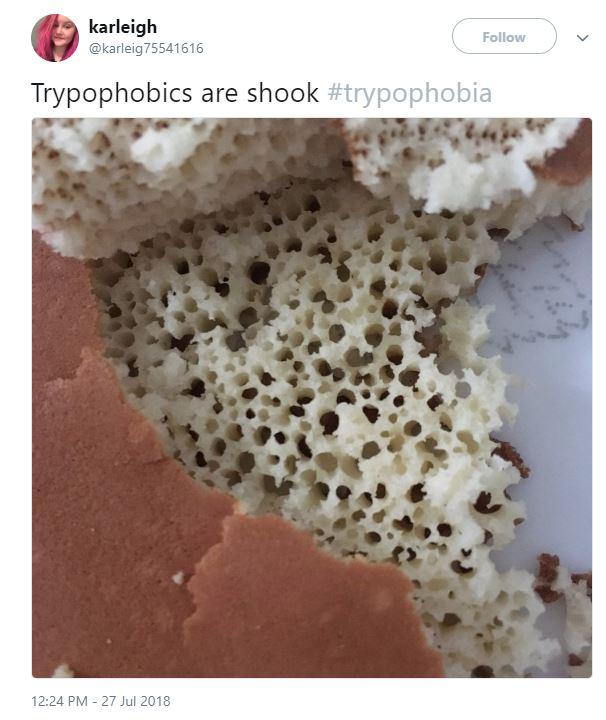 karleigh
@karleig75541616
Follow
Trypophobics are shook #trypophobia
12:24 PM - 27 Jul 2018